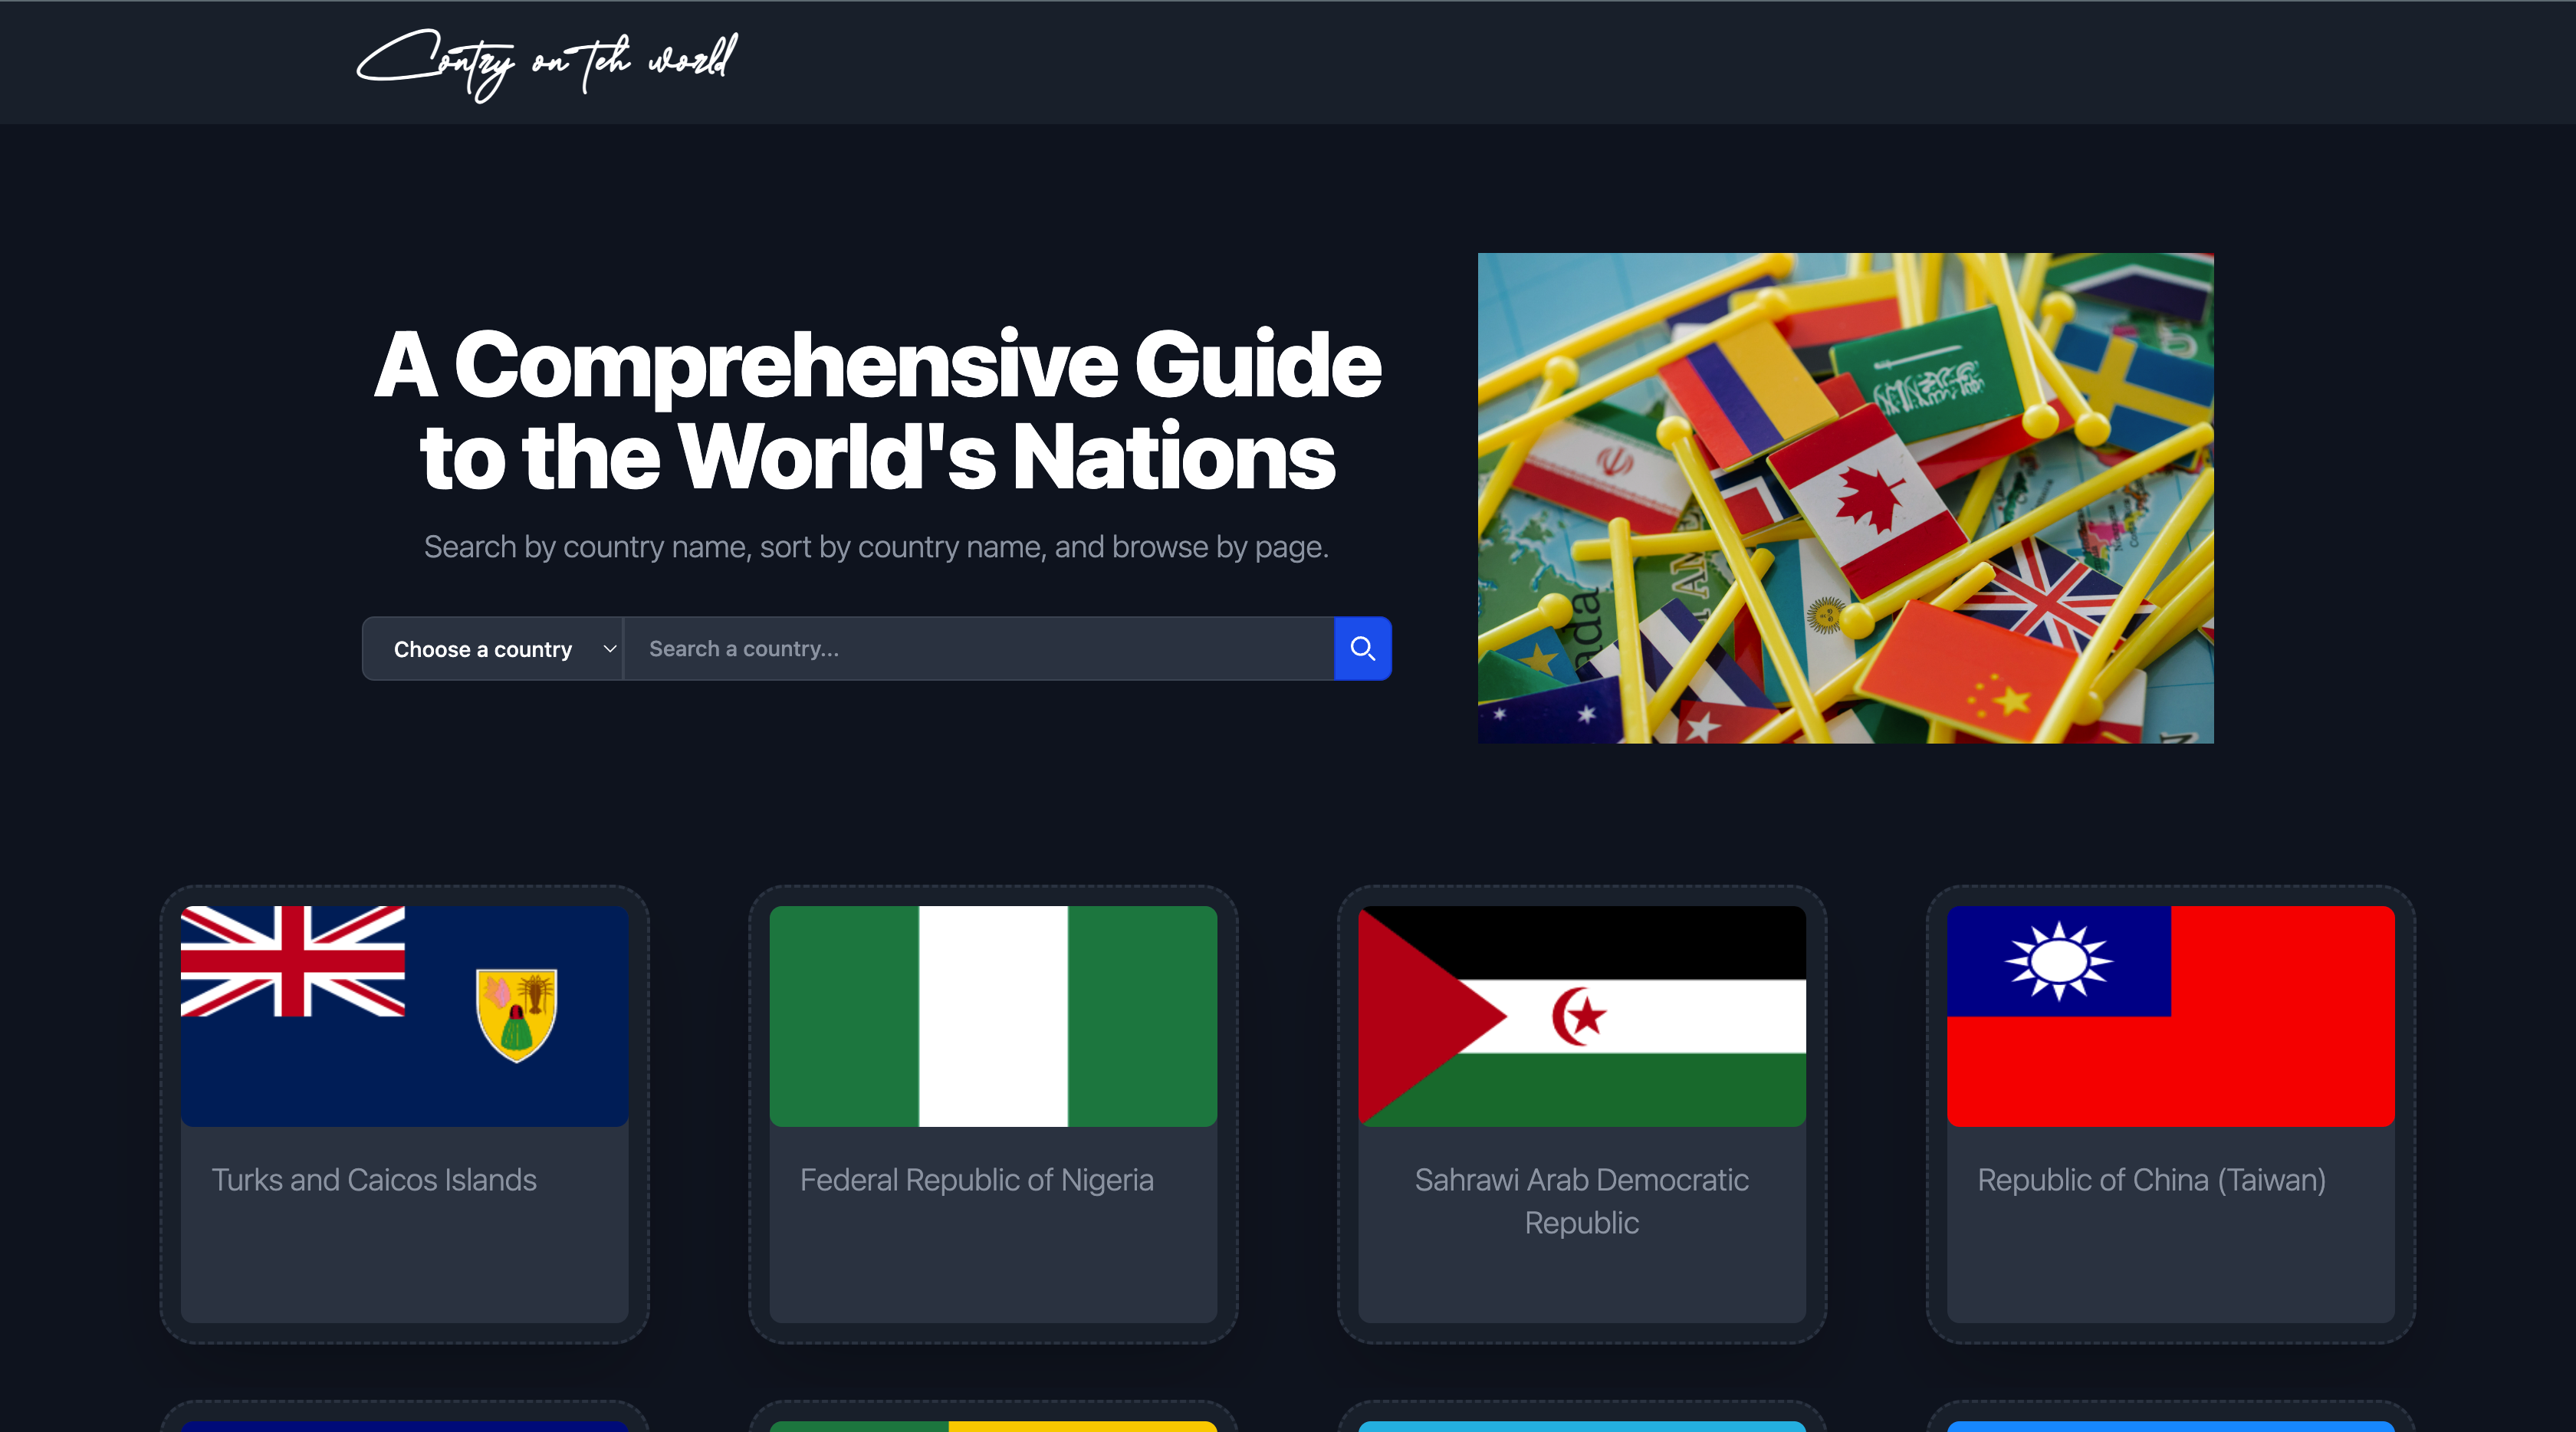 Contry on teh world
A Comprehensive Guide
to the World's Nations
Search by country name, sort by country name, and browse by page.
Choose a country
Search a country...
ada
AM
Turks and Caicos Islands
Federal Republic of Nigeria
Sahrawi Arab Democratic
Republic
Republic of China (Taiwan)